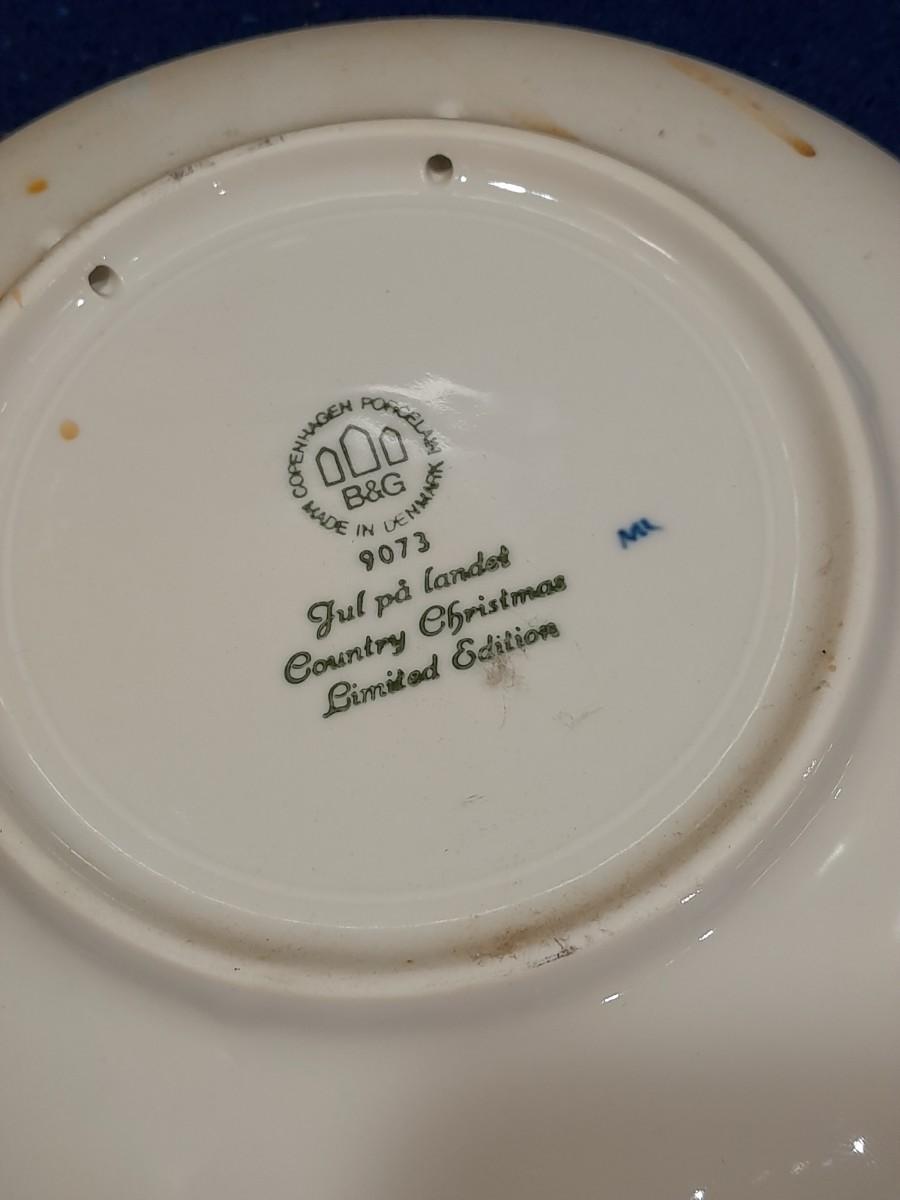 COPENHAGEN PORCELAIN
B&G
MADE IN DENMARK
9073
Jul på landet
Country Christmas
Limited Edition